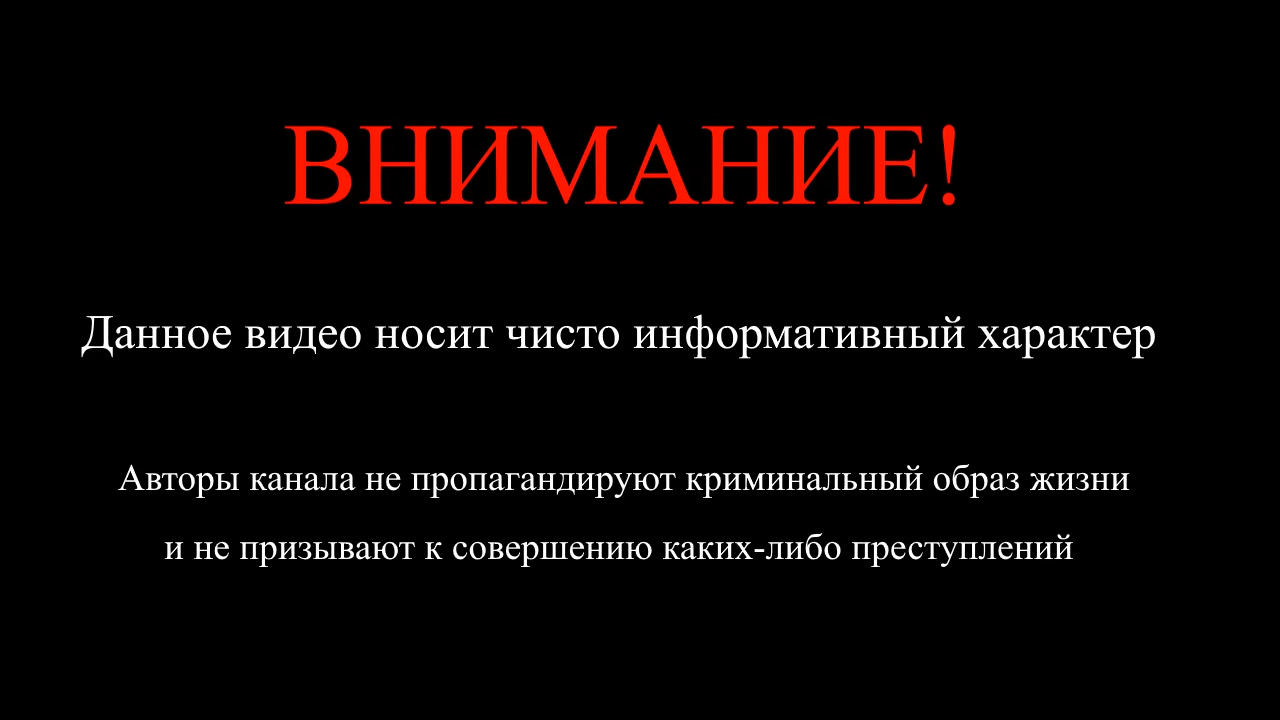 ВНИМАНИЕ!
Данное видео носит чисто информативный характер
Авторы канала не пропагандируют криминальный образ жизни
и не призывают к совершению каких-либо преступлений